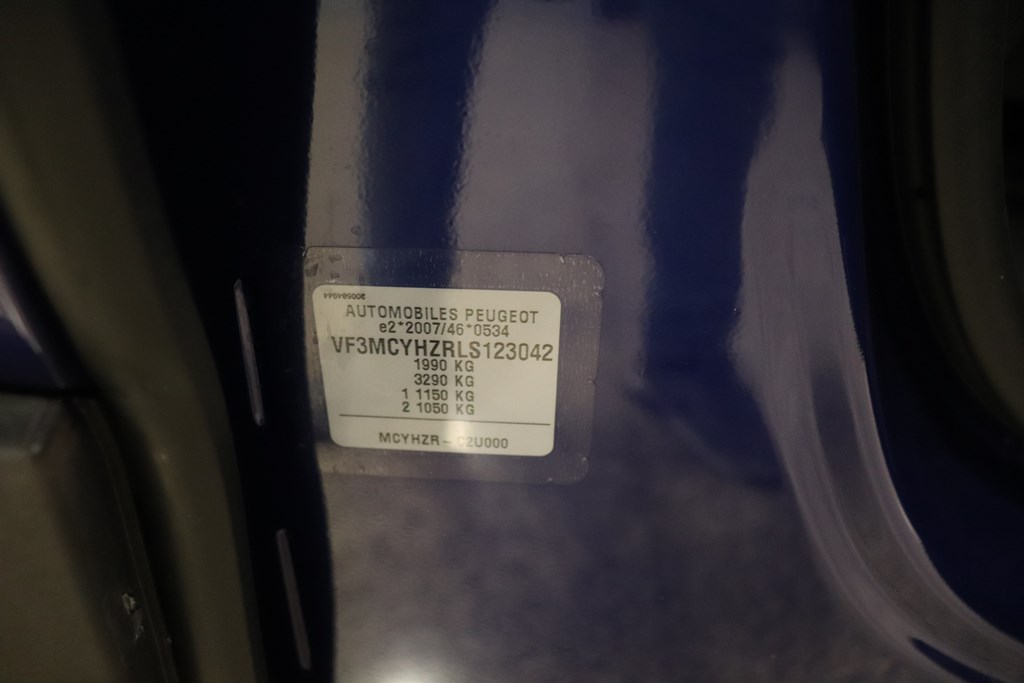 200594944
AUTOMOBILES PEUGEOT
e2*2007/46*0534
VF3MCYHZRLS123042
1990 KG
3290 KG
1 1150 KG
2 1050 KG
MCYHZR - C2U000